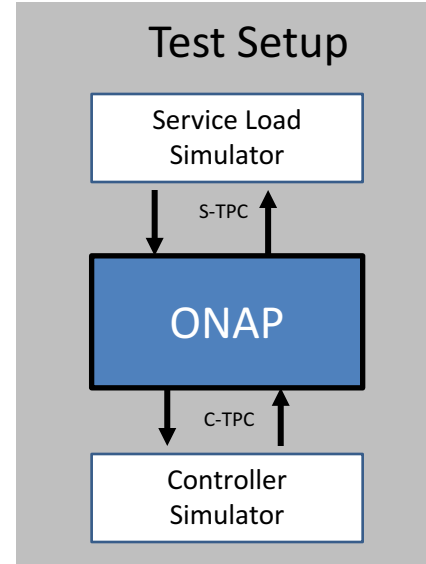 Test Setup
Service Load
Simulator
S-TPC
ONAP
C-TPC
Controller
Simulator